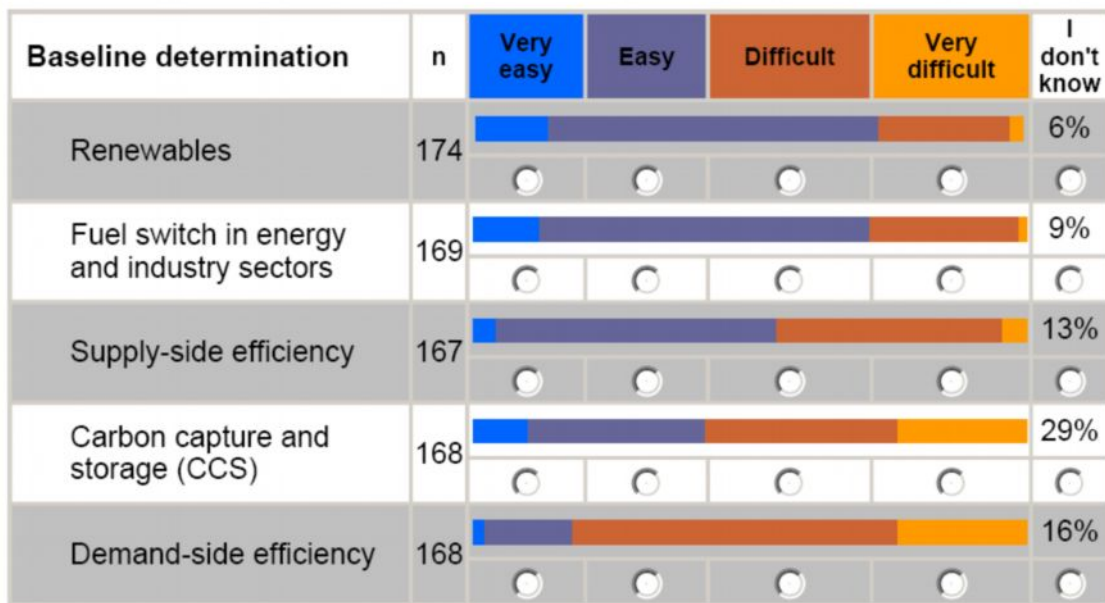 Baseline determination
n
Very
easy
Easy
Difficult
Very
difficult
I
don't
know
Renewables
174
6%
Fuel switch in energy
and industry sectors
169
9%
Supply-side efficiency
167
13%
Carbon capture and
storage (CCS)
168
29%
Demand-side efficiency
168
16%